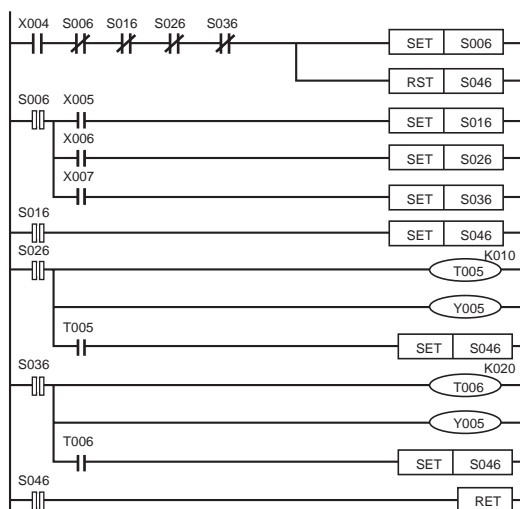 X004 S006 S016 S026 S036
SET S006
RST S046
S006 X005
SET S016
X006
SET S026
X007
SET S036
S016
SET S046
S026
K010
T005
Y005
T005
SET S046
S036
K020
T006
Y005
T006
SET S046
S046
RET